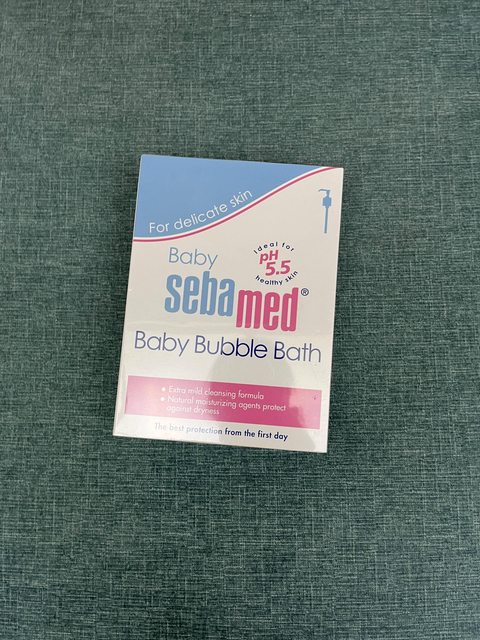 For delicate skin
Baby
Ideal for
pH
5.5
healthy skin
sebamed®
Baby Bubble Bath
• Extra mild cleansing formula
• Natural moisturizing agents protect
against dryness
The best protection from the first day